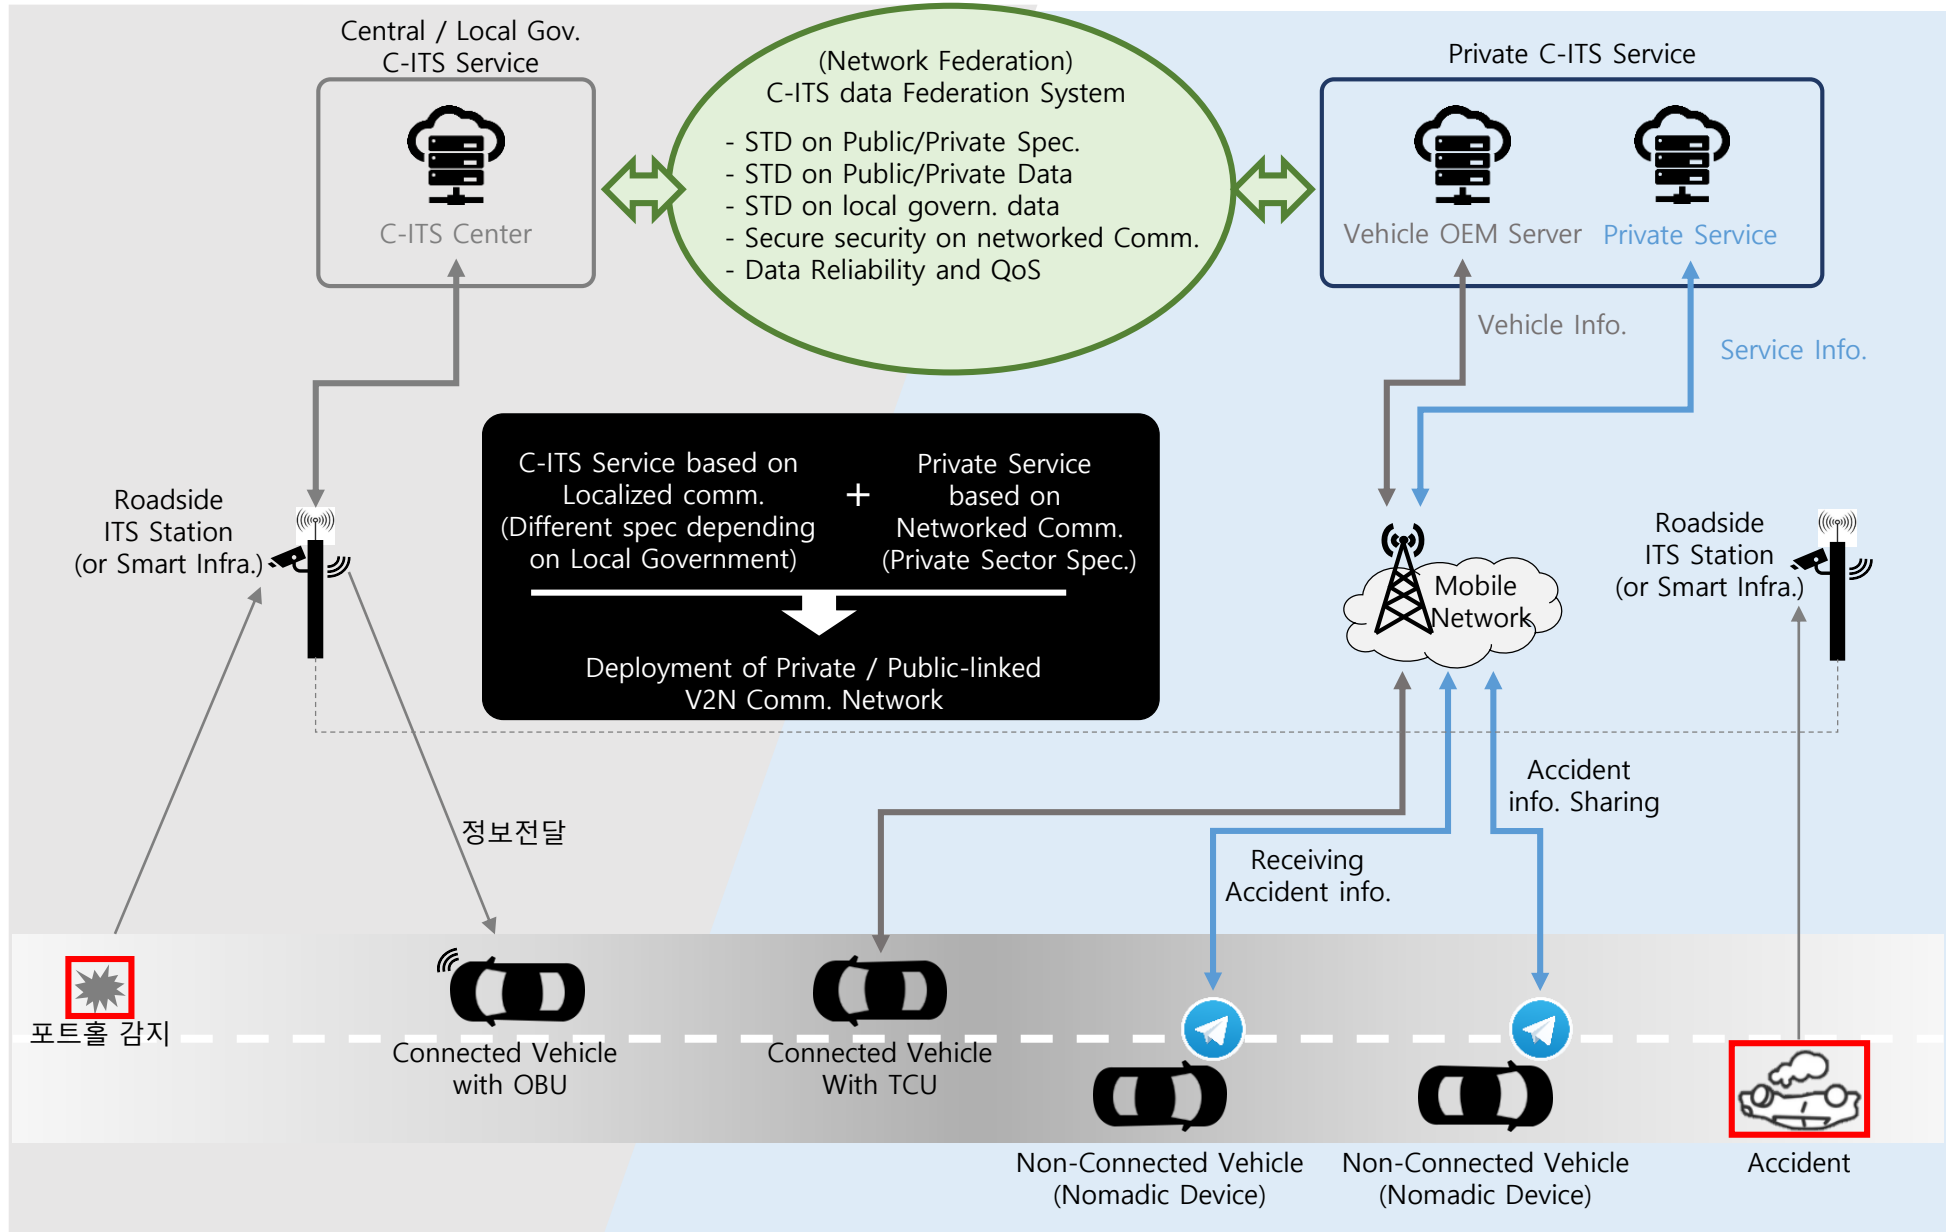 Central / Local Gov.
C-ITS Service
C-ITS Center
(Network Federation)
C-ITS data Federation System
- STD on Public/Private Spec.
- STD on Public/Private Data
- STD on local govern. data
- Secure security on networked Comm.
- Data Reliability and QoS
Private C-ITS Service
Vehicle OEM Server
Private Service
Vehicle Info.
Service Info.
C-ITS Service based on
Localized comm.
(Different spec depending
on Local Government)
+
Private Service
based on
Networked Comm.
(Private Sector Spec.)
Deployment of Private / Public-linked
V2N Comm. Network
Roadside
ITS Station
(or Smart Infra.)
Mobile
Network
Roadside
ITS Station
(or Smart Infra.)
정보전달
Accident
info. Sharing
Receiving
Accident info.
포트홀 감지
Connected Vehicle
with OBU
Connected Vehicle
With TCU
Non-Connected Vehicle
(Nomadic Device)
Non-Connected Vehicle
(Nomadic Device)
Accident